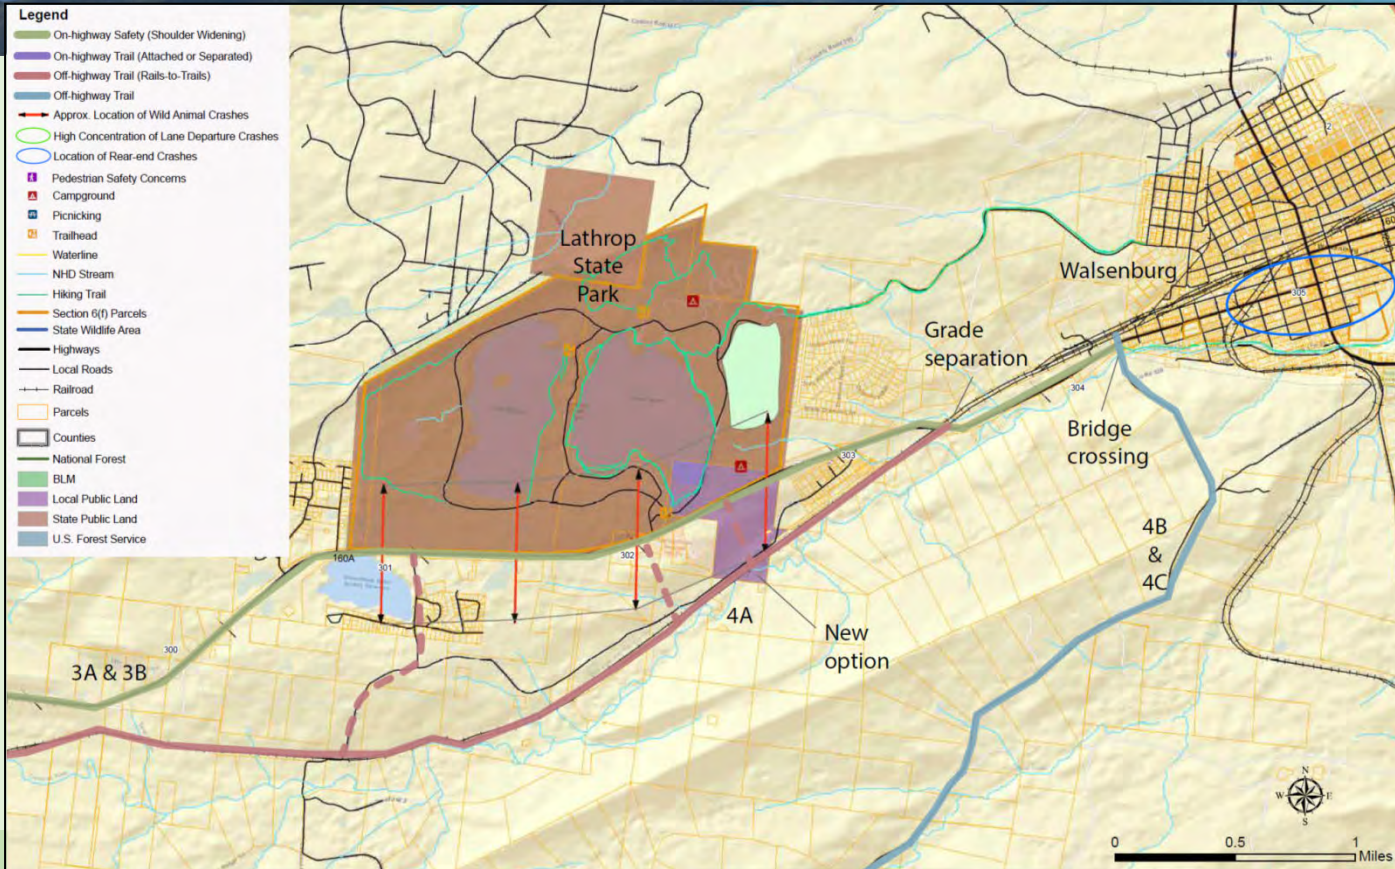 Legend
On-highway Safety (Shoulder Widening)
On-highway Trail (Attached or Separated)
Off-highway Trail (Rails-to-Trails)
Off-highway Trail
Approx. Location of Wild Animal Crashes
High Concentration of Lane Departure Crashes
Location of Rear-end Crashes
Pedestrian Safety Concerns
Campground
Picnicking
Trailhead
Waterline
NHD Stream
Hiking Trail
Section 6(f) Parcels
State Wildlife Area
Highways
Local Roads
Railroad
Parcels
Counties
National Forest
BLM
Local Public Land
State Public Land
U.S. Forest Service
Lathrop
State
Park
Walsenburg
2
305
Grade
separation
304
Bridge
crossing
303
4B
&
4C
160A
301
302
4A
New
option
300
3A & 3B
N
W
E
S
0
0.5
1
Miles